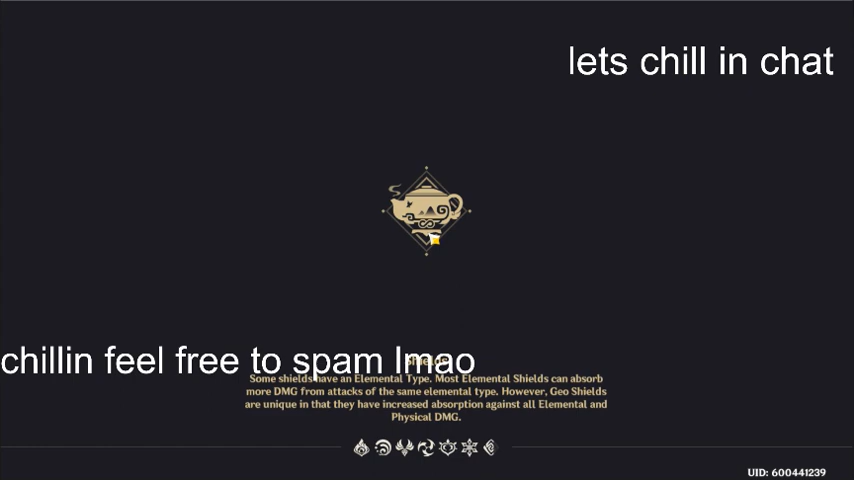 lets chill in chat
chillin feel free to spam lmao
Shields
Some shields have an Elemental Type. Most Elemental Shields can absorb
more DMG from attacks of the same elemental type. However, Geo Shields
are unique in that they have increased absorption against all Elemental and
Physical DMG.
UID: 600441239